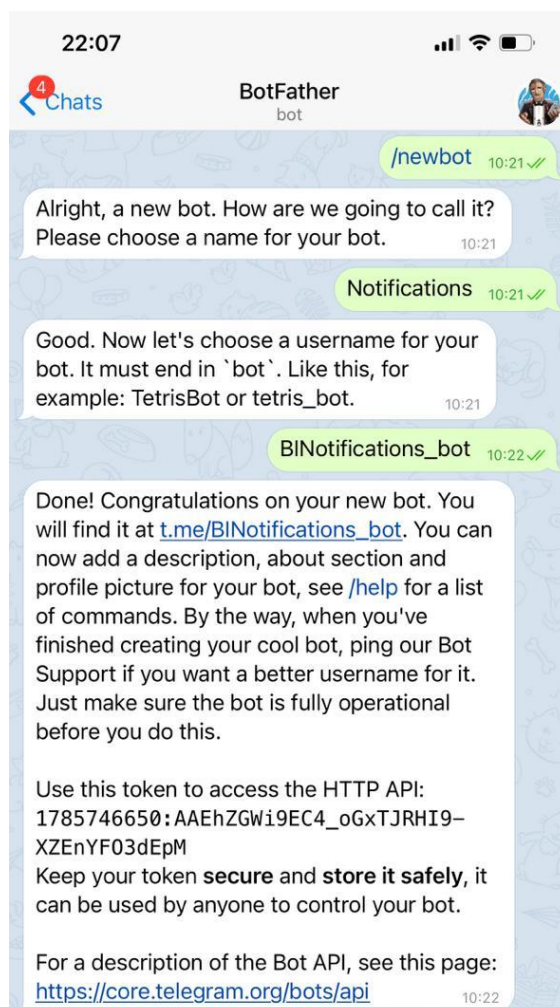 22:07
4
Chats
BotFather
bot
/newbot 10:21
Alright, a new bot. How are we going to call it?
Please choose a name for your bot. 10:21
Notifications 10:21
Good. Now let's choose a username for your
bot. It must end in `bot`. Like this, for
example: TetrisBot or tetris_bot. 10:21
BINotifications_bot 10:22
Done! Congratulations on your new bot. You
will find it at t.me/BINotifications_bot. You can
now add a description, about section and
profile picture for your bot, see /help for a list
of commands. By the way, when you've
finished creating your cool bot, ping our Bot
Support if you want a better username for it.
Just make sure the bot is fully operational
before you do this.
Use this token to access the HTTP API:
1785746650:AAEhZGWi9EC4_oGxTJRHI9-
XZEnYFO3dEpM
Keep your token secure and store it safely, it
can be used by anyone to control your bot.
For a description of the Bot API, see this page:
https://core.telegram.org/bots/api 10:22